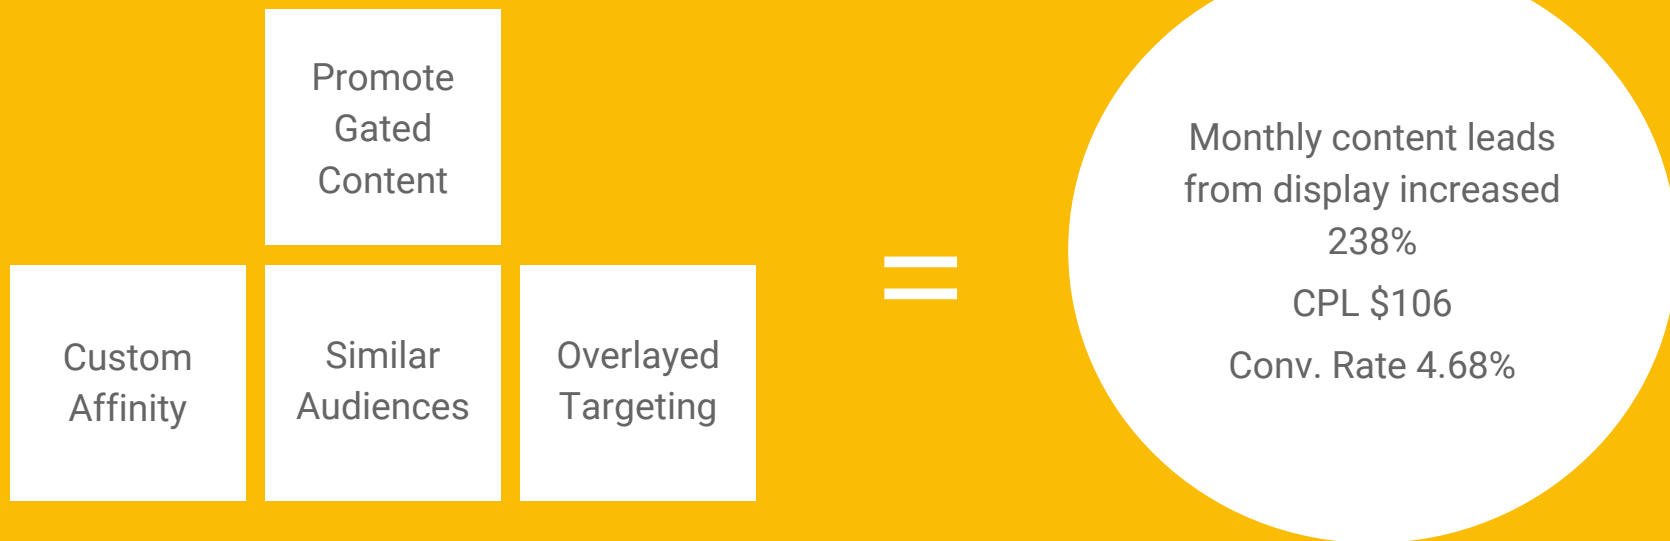 Promote
Gated
Content
Custom
Affinity
Similar
Audiences
Overlayed
Targeting
=
Monthly content leads
from display increased
238%
CPL $106
Conv. Rate 4.68%